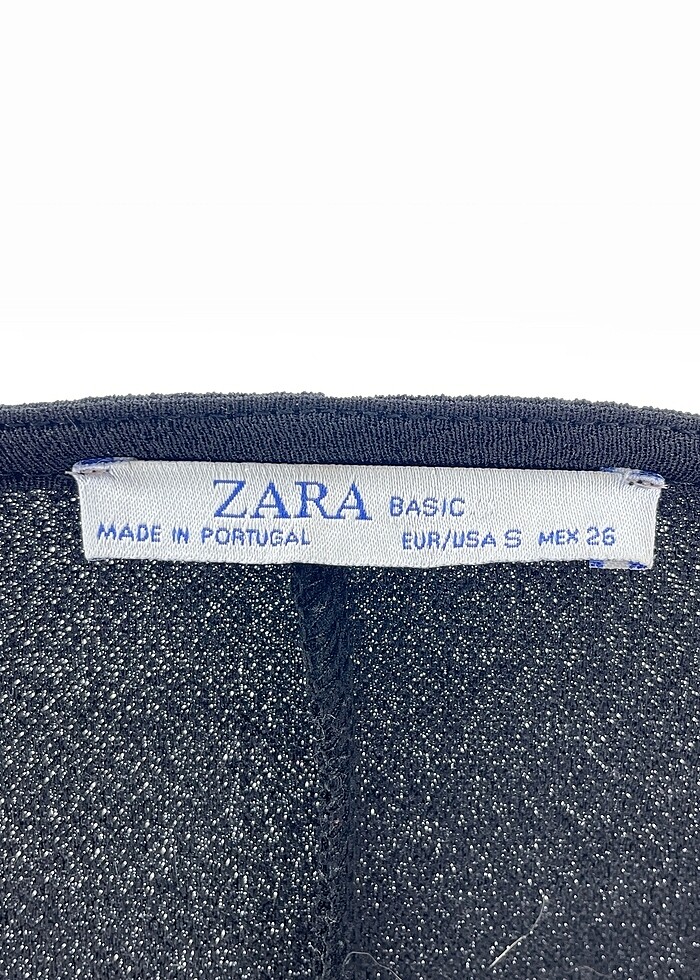 ZARA BASIC
MADE IN PORTUGAL EUR/USA S MEX 26